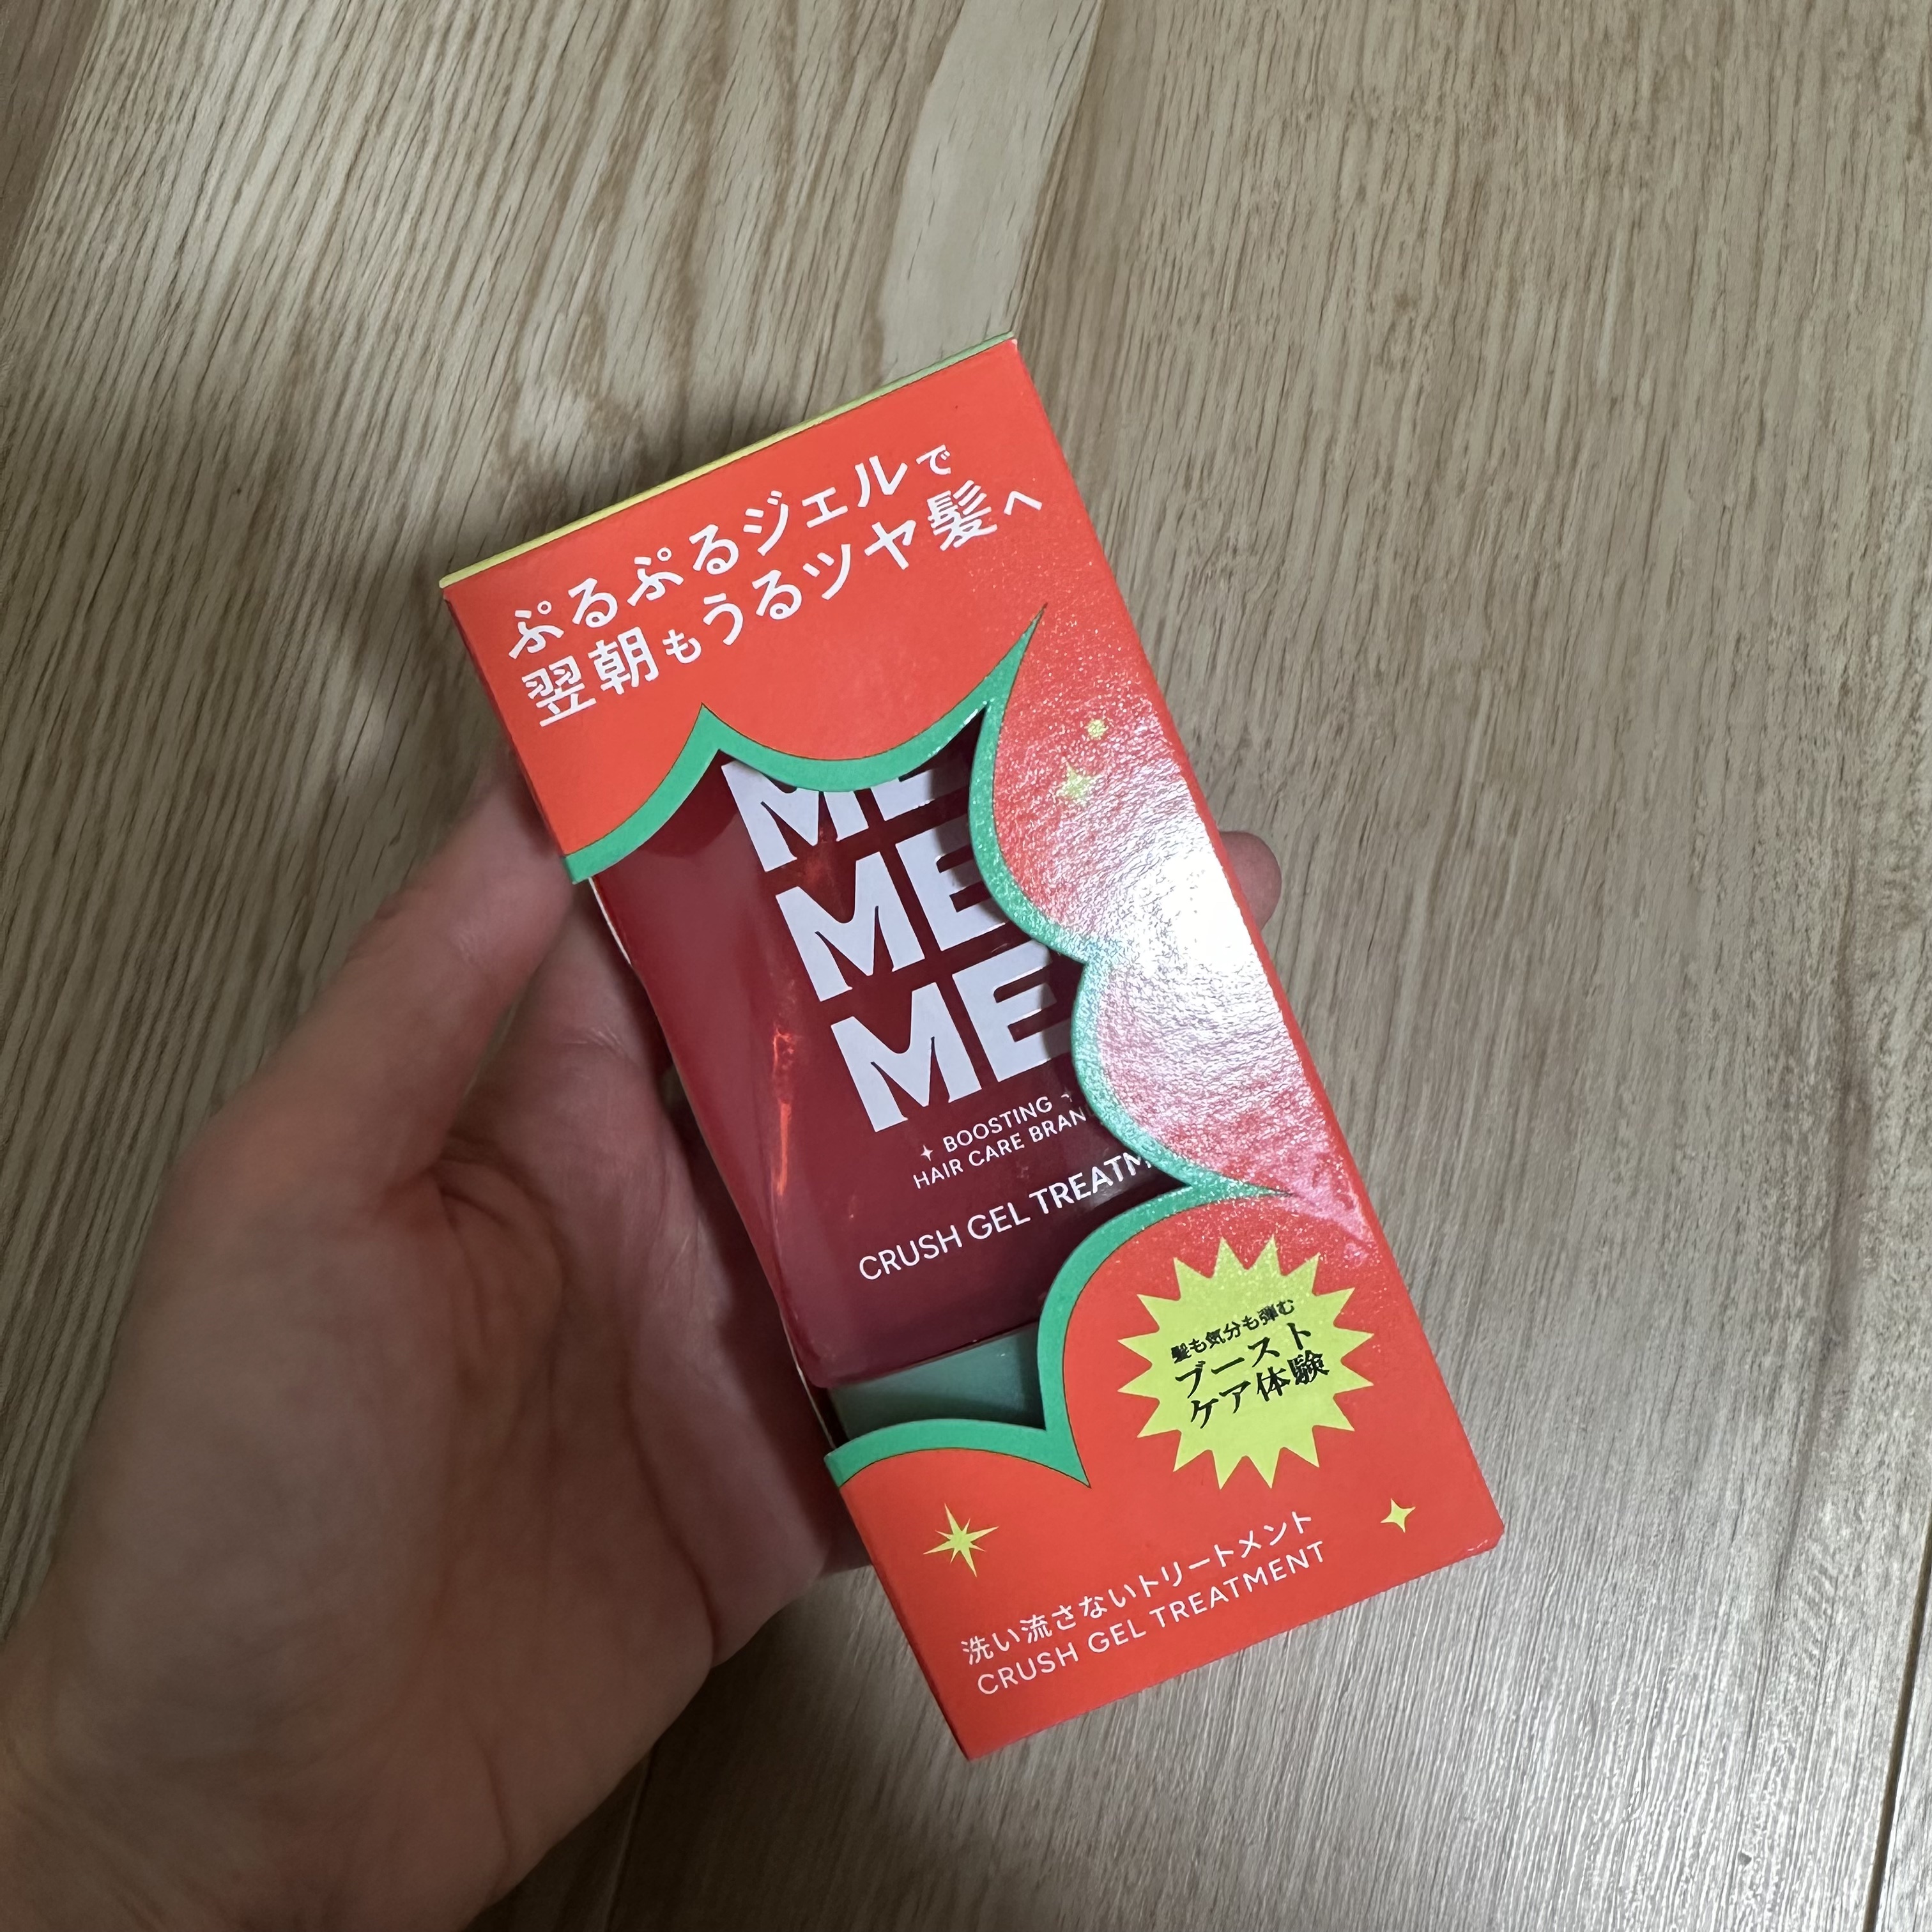 ぷるぷるジェルで
翌朝もうるツヤ髪へ
ME
ME
ME
BOOSTING
HAIR CARE BRAN
CRUSH GEL TREATM
髪も気分も弾む
ブースト
ケア体験
洗い流さないトリートメント
CRUSH GEL TREATMENT